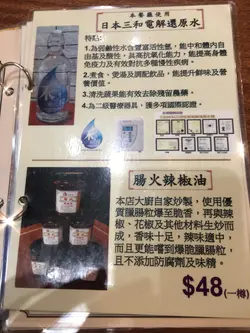 本餐廳使用
日本三和電解還原水
特點:
1.為弱鹼性水含豐富活性氫，能中和體內自
由基及酸性，具高抗氧化能力，能提高身體
免疫力及有效對抗多種慢性疾病。
2.煮食、煲湯及調配飲品，能提升鮮味及營
養價值。
3.清洗蔬果能有效去除殘留農藥。
4.為二級醫療器具，獲多項國際認證。
腸火辣椒油
本店大廚自家炒製，使用優
質臘腸粒爆至脆香，再與辣
椒、花椒及其他材料生炒而
成，香味十足，辣味適中，
而且更能嚐到爆脆臘腸粒，
且不添加防腐劑及味精。
$48(一樽)